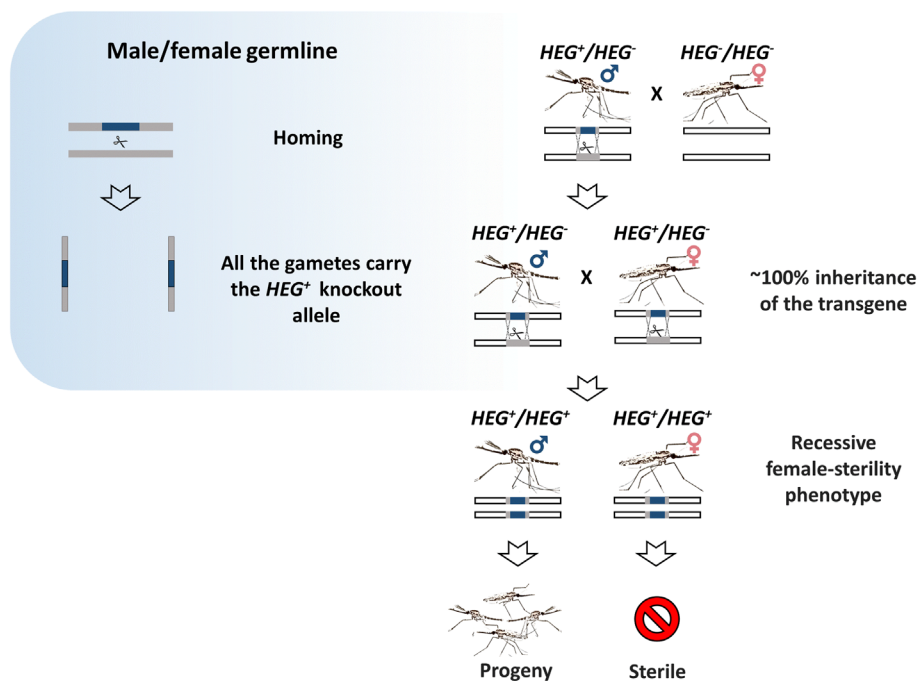 Male/female germline
Homing
All the gametes carry
the HEG⁺ knockout
allele
HEG⁺/HEG⁻ HEG⁻/HEG⁻
♂ ♀
X
HEG⁺/HEG⁻ HEG⁺/HEG⁻
♂ ♀
X
~100% inheritance
of the transgene
HEG⁺/HEG⁺ HEG⁺/HEG⁺
♂ ♀
Recessive
female-sterility
phenotype
Progeny Sterile